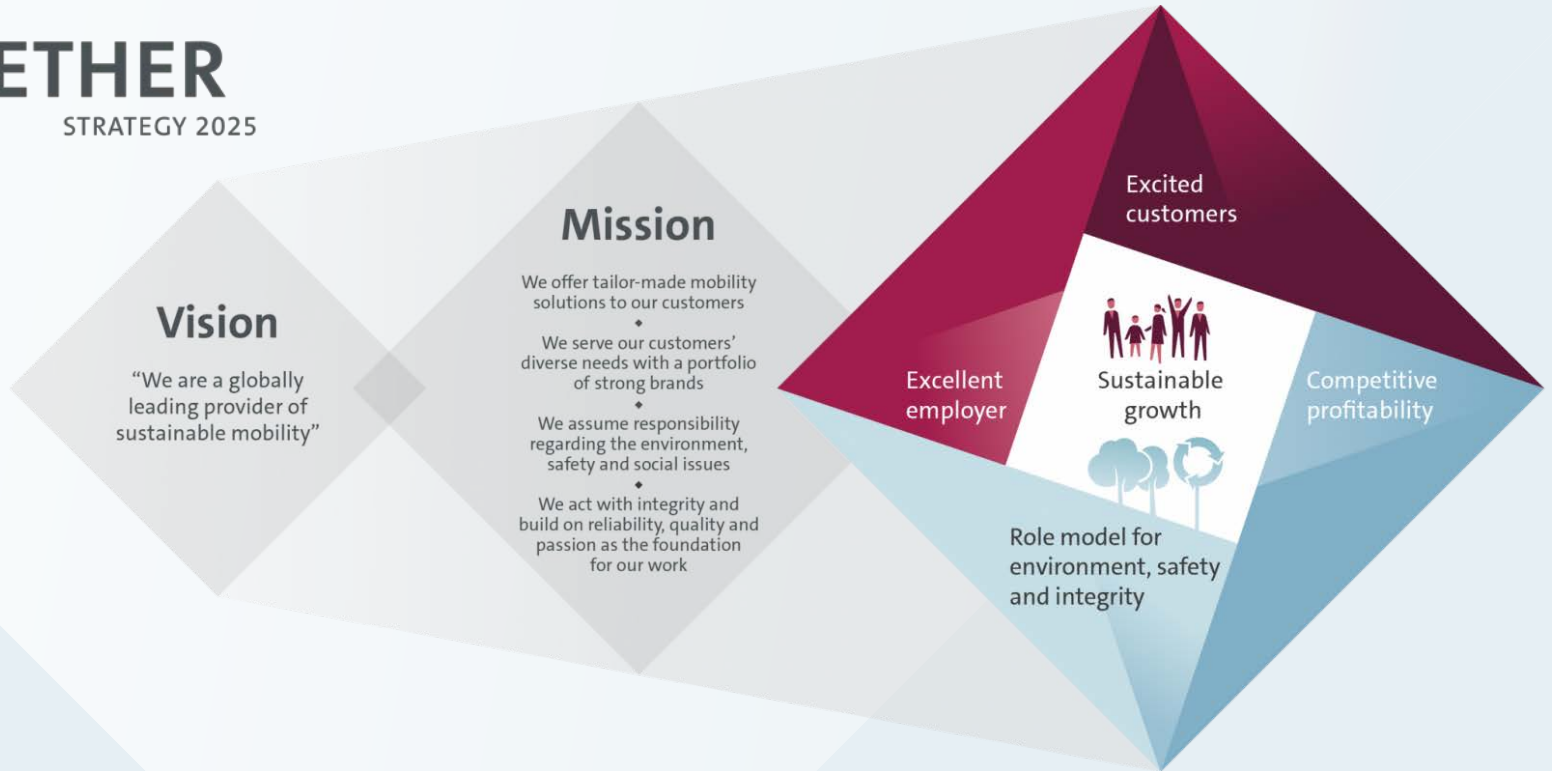 ETHER
STRATEGY 2025
Vision
“We are a globally
leading provider of
sustainable mobility”
Mission
We offer tailor-made mobility
solutions to our customers
We serve our customers’
diverse needs with a portfolio
of strong brands
We assume responsibility
regarding the environment,
safety and social issues
We act with integrity and
build on reliability, quality and
passion as the foundation
for our work
Excited
customers
Excellent
employer
Sustainable
growth
Competitive
profitability
Role model for
environment, safety
and integrity